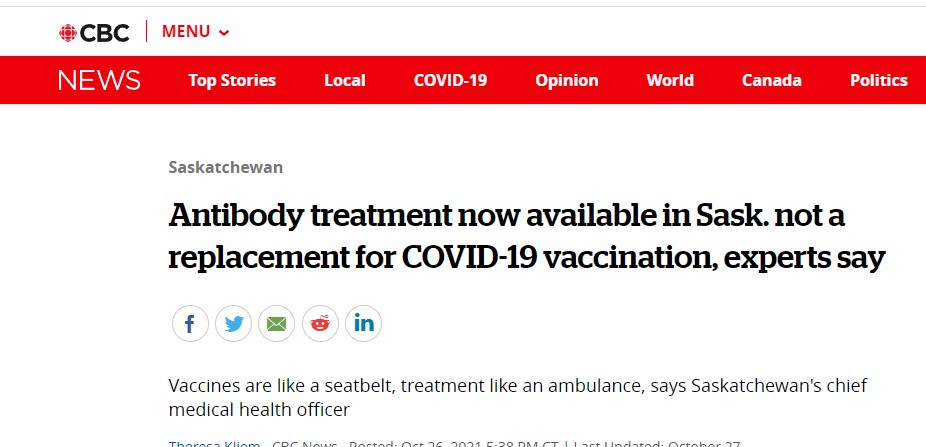 CBC MENU
NEWS Top Stories Local COVID-19 Opinion World Canada Politics
Saskatchewan
Antibody treatment now available in Sask. not a
replacement for COVID-19 vaccination, experts say
Vaccines are like a seatbelt, treatment like an ambulance, says Saskatchewan's chief
medical health officer
Theresa Kliem · CBC News · Posted: Oct 26, 2021 5:38 PM CT | Last Updated: October 27